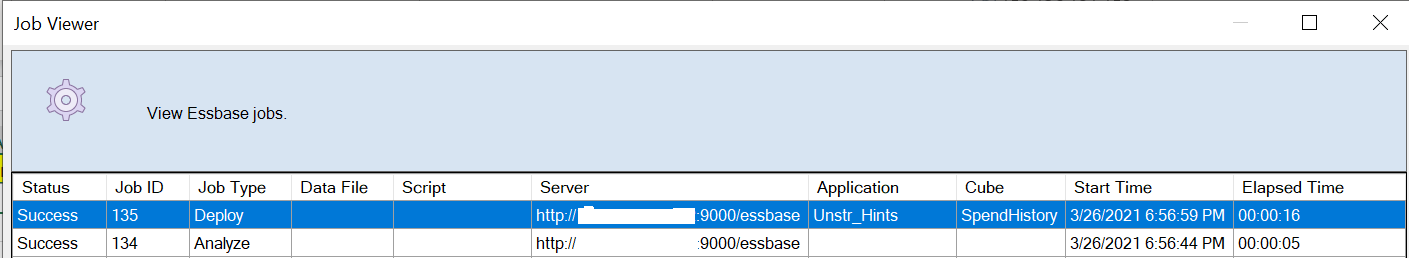 Job Viewer
View Essbase jobs.
Status Job ID Job Type Data File Script Server Application Cube Start Time Elapsed Time
Success 135 Deploy http:// :9000/essbase Unstr_Hints SpendHistory 3/26/2021 6:56:59 PM 00:00:16
Success 134 Analyze http:// :9000/essbase 3/26/2021 6:56:44 PM 00:00:05